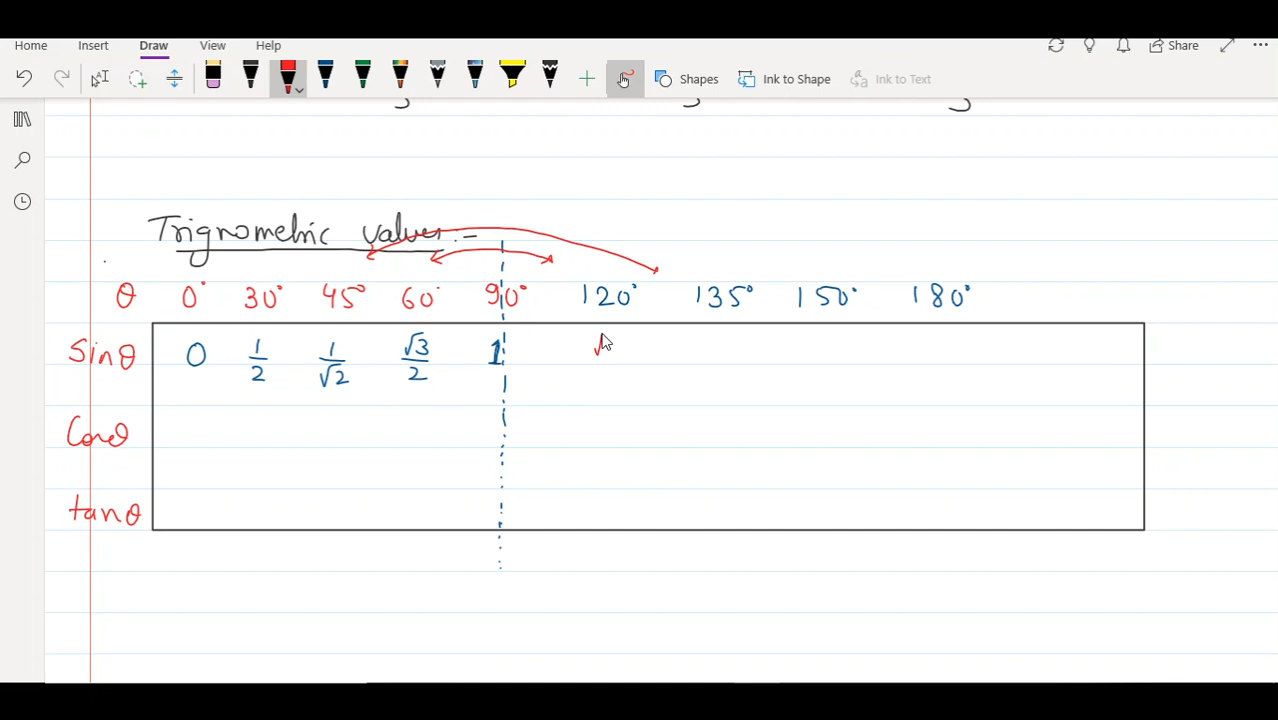 Home Insert Draw View Help Share
Shapes Ink to Shape Ink to Text
Trignometric values :-
θ 0° 30° 45° 60° 90° 120° 135° 150° 180°
Sinθ 0 1/2 1/√2 √3/2 1 √
Cosθ
tanθ